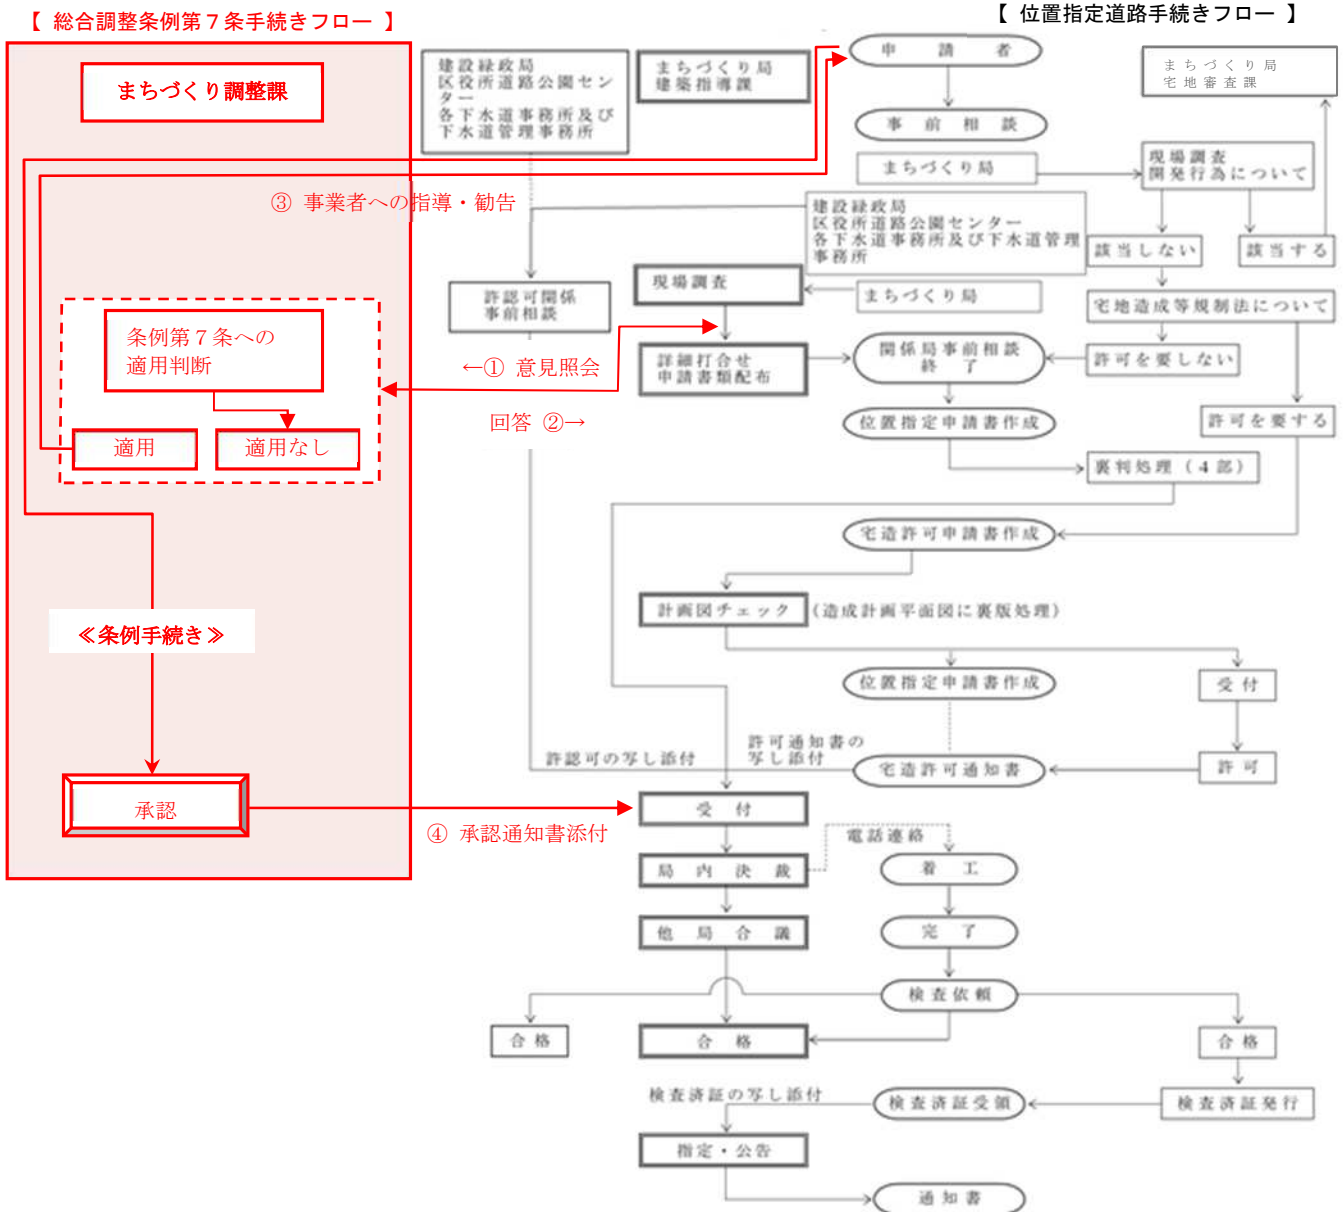 【 総合調整条例第７条手続きフロー 】
【 位置指定道路手続きフロー 】
まちづくり調整課
建設緑政局
区役所道路公園セン
ター
各下水道事務所及び
下水道管理事務所
まちづくり局
建築指導課
申請者
まちづくり局
宅地審査課
事前相談
まちづくり局
現場調査
開発行為について
③ 事業者への指導・勧告
建設緑政局
区役所道路公園センター
各下水道事務所及び下水道管理
事務所
該当しない
該当する
許認可関係
事前相談
現場調査
まちづくり局
宅地造成等規制法について
条例第７条への
適用判断
←① 意見照会
詳細打合せ
申請書類配布
関係局事前相談
終了
許可を要しない
回答 ②→
位置指定申請書作成
許可を要する
適用
適用なし
裏判処理（４部）
宅造許可申請書作成
計画図チェック
（造成計画平面図に裏版処理）
≪条例手続き≫
位置指定申請書作成
受付
許認可の写し添付
許可通知書の
写し添付
宅造許可通知書
許可
承認
④ 承認通知書添付
受付
電話連絡
局内決裁
着工
他局合議
完了
検査依頼
合格
合格
合格
検査済証の写し添付
検査済証受領
検査済証発行
指定・公告
通知書